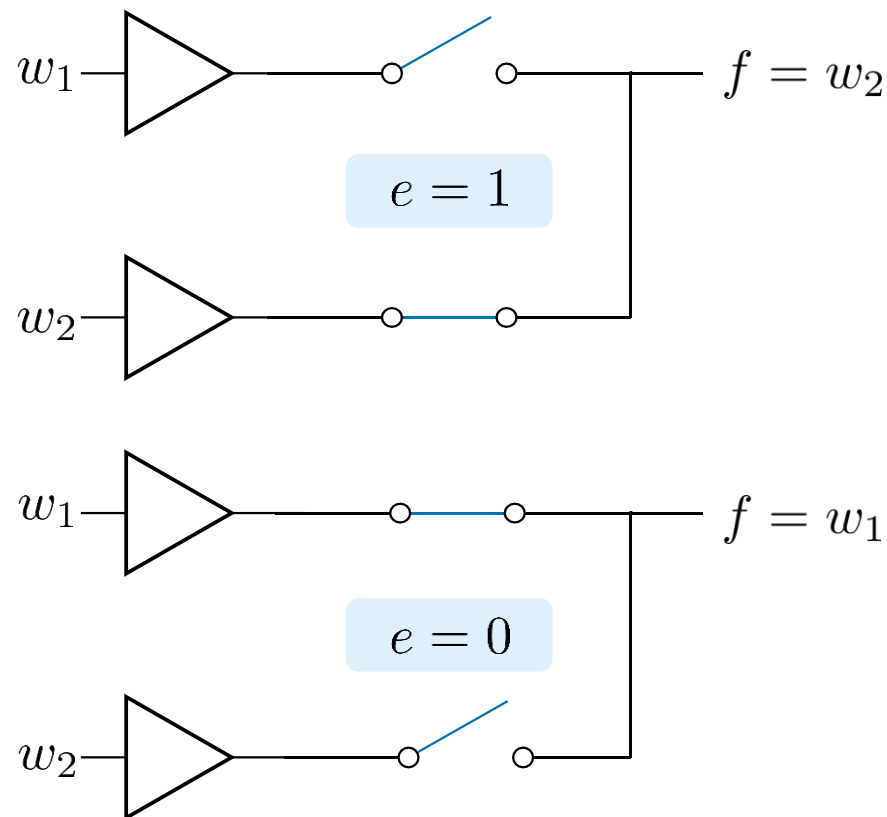 w₁
f = w₂
e = 1
w₂
w₁
f = w₁
e = 0
w₂